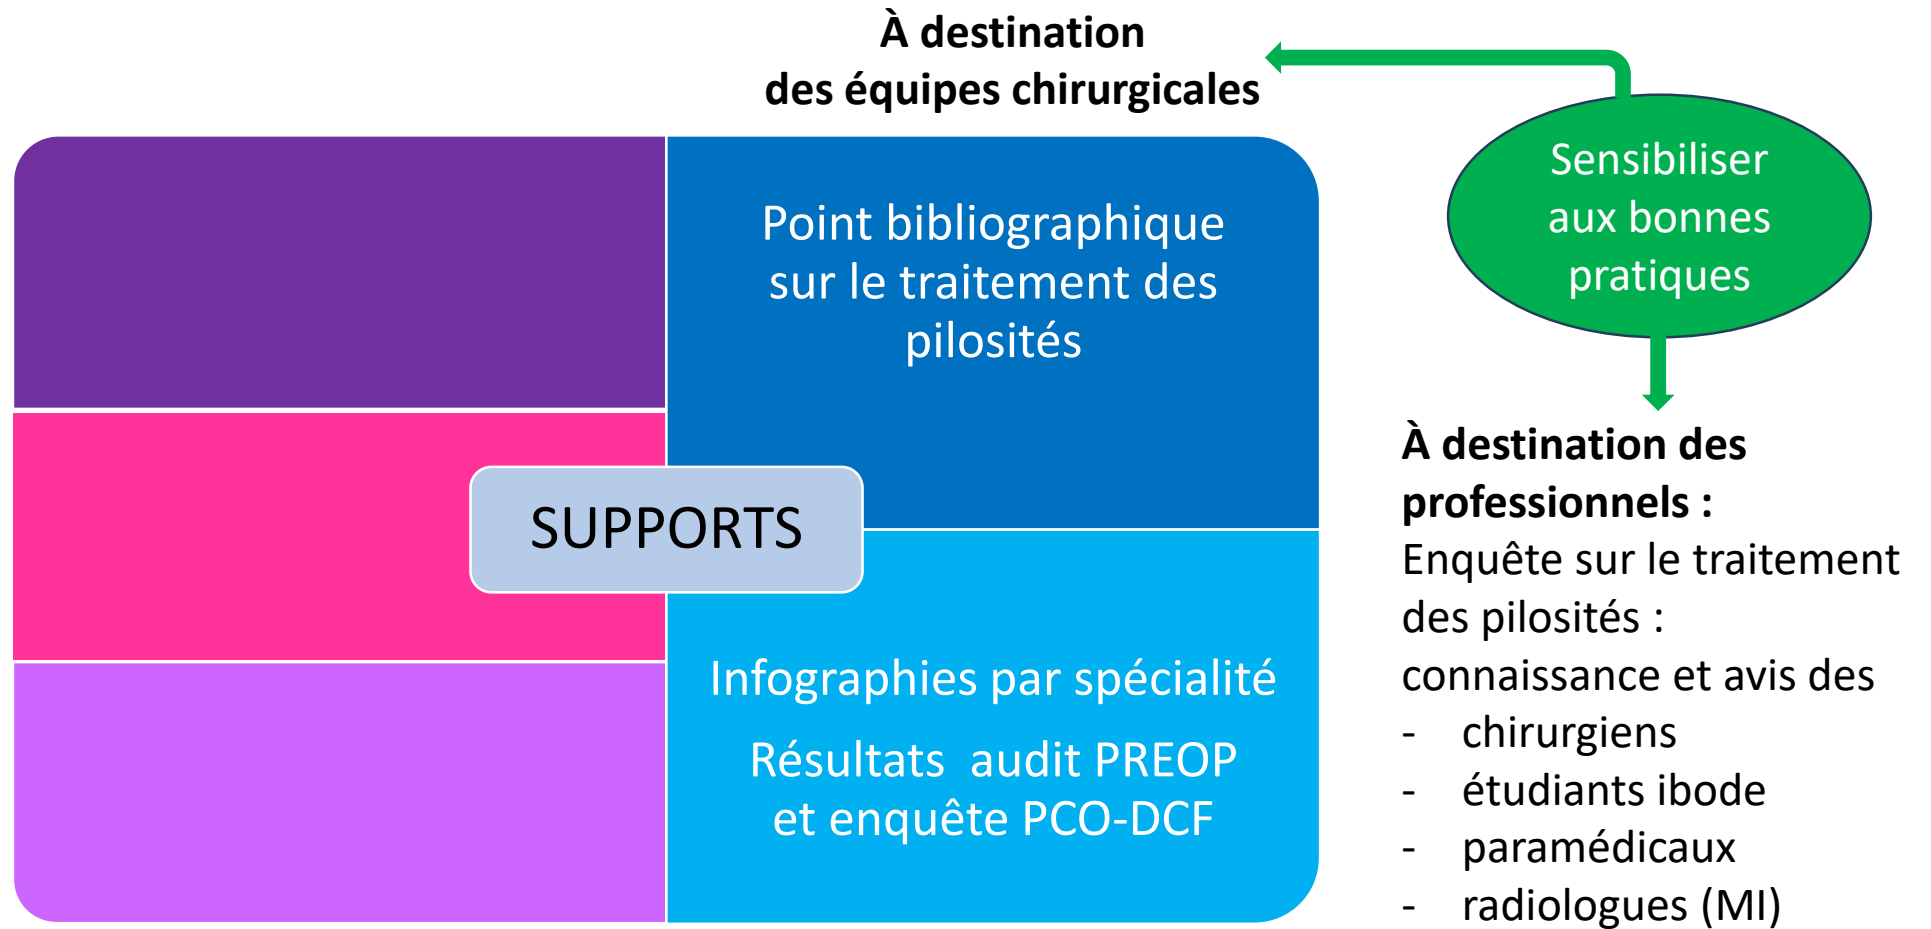 À destination
des équipes chirurgicales
Point bibliographique
sur le traitement des
pilosités
SUPPORTS
Infographies par spécialité
Résultats  audit PREOP
et enquête PCO-DCF
Sensibiliser
aux bonnes
pratiques
À destination des
professionnels :
Enquête sur le traitement
des pilosités :
connaissance et avis des
- chirurgiens
- étudiants ibode
- paramédicaux
- radiologues (MI)